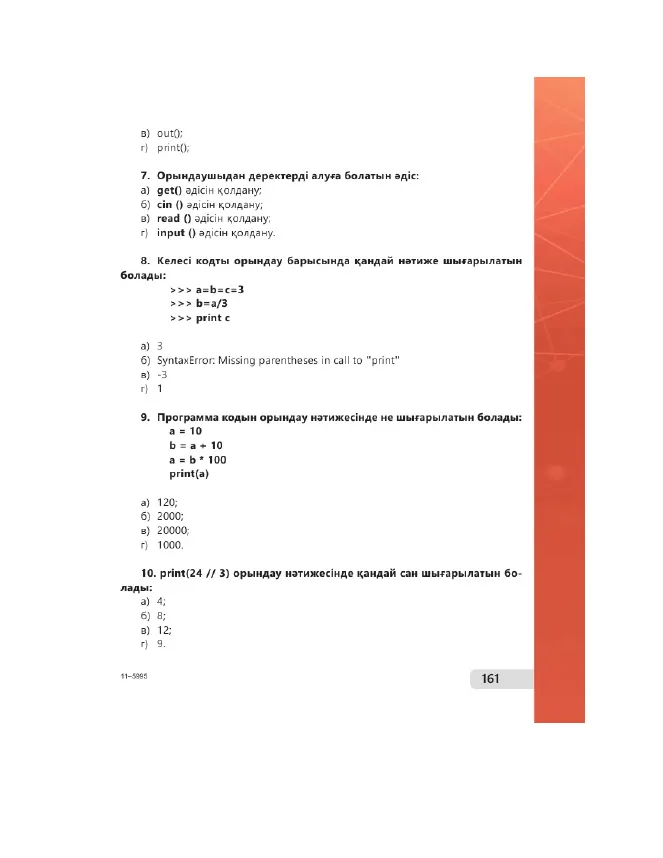 в) out();
г) print();
7. Орындаушыдан деректерді алуға болатын әдіс:
а) get() әдісін қолдану;
б) cin () әдісін қолдану;
в) read () әдісін қолдану;
г) input () әдісін қолдану.
8. Келесі кодты орындау барысында қандай нәтиже шығарылатын
болады:
>>> a=b=c=3
>>> b=a/3
>>> print c
а) 3
б) SyntaxError: Missing parentheses in call to "print"
в) -3
г) 1
9. Программа кодын орындау нәтижесінде не шығарылатын болады:
a = 10
b = a + 10
a = b * 100
print(a)
а) 120;
б) 2000;
в) 20000;
г) 1000.
10. print(24 // 3) орындау нәтижесінде қандай сан шығарылатын бо-
лады:
а) 4;
б) 8;
в) 12;
г) 9.
11–5995
161